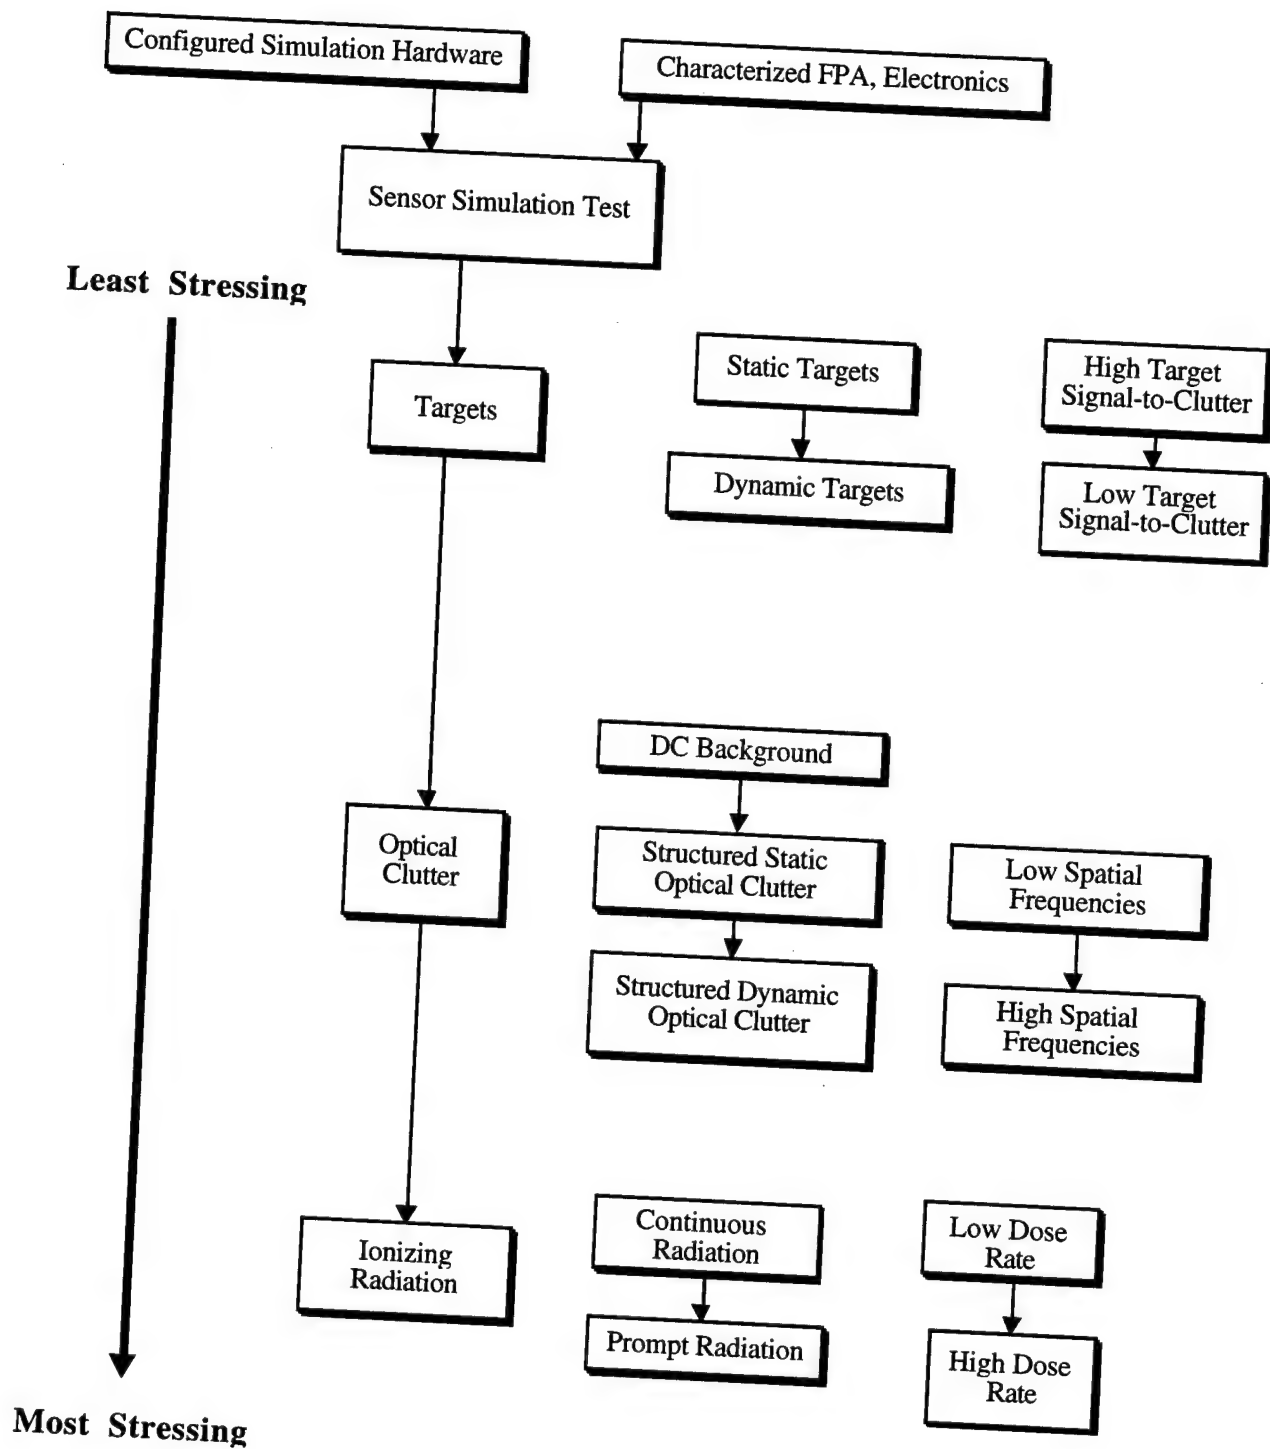 Configured Simulation Hardware
Characterized FPA, Electronics
Sensor Simulation Test
Least Stressing
Targets
Static Targets
Dynamic Targets
High Target
Signal-to-Clutter
Low Target
Signal-to-Clutter
DC Background
Optical
Clutter
Structured Static
Optical Clutter
Structured Dynamic
Optical Clutter
Low Spatial
Frequencies
High Spatial
Frequencies
Ionizing
Radiation
Continuous
Radiation
Prompt Radiation
Low Dose
Rate
High Dose
Rate
Most Stressing